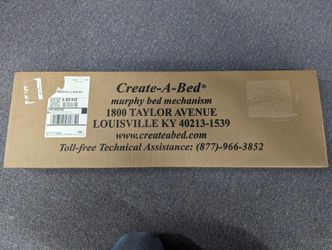 Create-A-Bed®
murphy bed mechanism
1800 TAYLOR AVENUE
LOUISVILLE KY 40213-1539
www.createabed.com
Toll-free Technical Assistance: (877)-966-3852